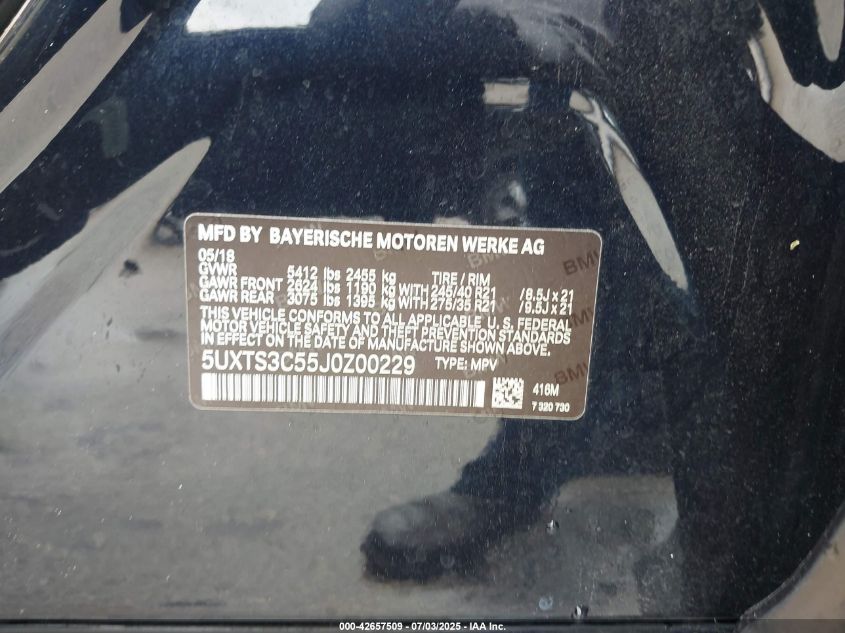 MFD BY BAYERISCHE MOTOREN WERKE AG
05/18
GVWR 5412 lbs 2455 kg TIRE / RIM
GAWR FRONT 2624 lbs 1190 kg WITH 245/40 R21 /8.5J x 21
GAWR REAR 3075 lbs 1395 kg WITH 275/35 R21 /9.5J x 21
THIS VEHICLE CONFORMS TO ALL APPLICABLE U. S. FEDERAL
MOTOR VEHICLE SAFETY AND THEFT PREVENTION STANDARDS
IN EFFECT ON THE DATE OF MANUFACTURE SHOWN ABOVE.
5UXTS3C55J0Z00229 TYPE: MPV
416M
7 320 730
BMW
BMW
BMW
000-42657509 - 07/03/2025 - IAA Inc.